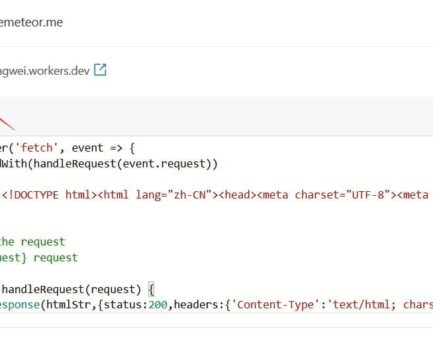 emeteor.me
ngwei.workers.dev
er('fetch', event => {
dWith(handleRequest(event.request))
<!DOCTYPE html><html lang="zh-CN"><head><meta charset="UTF-8"><meta
the request
uest} request
handleRequest(request) {
esponse(htmlStr,{status:200,headers:{'Content-Type':'text/html; chars